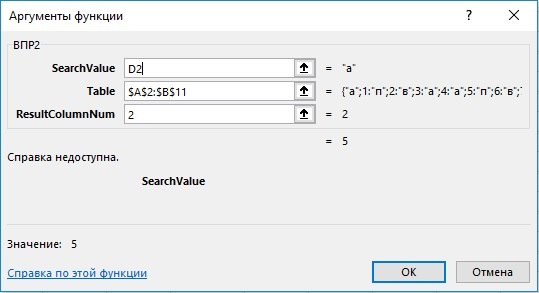 Аргументы функции
ВПР2
SearchValue D2 = "а"
Table $A$2:$B$11 = {"а";1:"п";2:"в";3:"а";4:"а";5:"п";6:"в";
ResultColumnNum 2 = 2
= 5
Справка недоступна.
SearchValue
Значение: 5
Справка по этой функции
ОК
Отмена